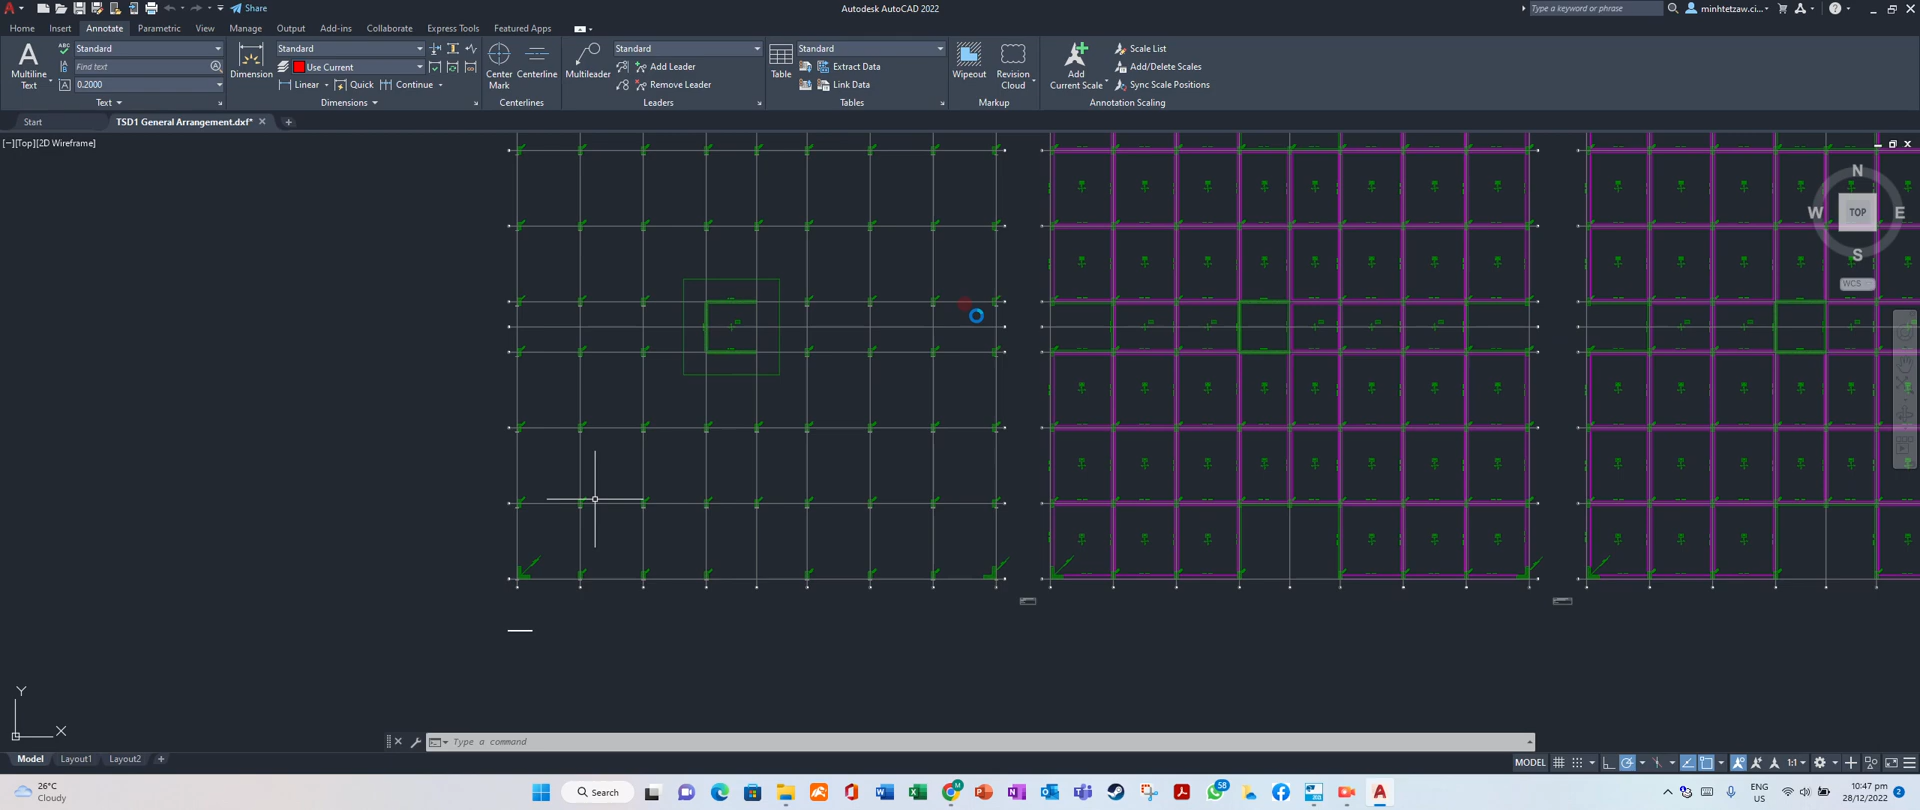 Share
Autodesk AutoCAD 2022
Type a keyword or phrase
minhtetzaw.ci...
Home Insert Annotate Parametric View Manage Output Add-ins Collaborate Express Tools Featured Apps
Standard
Find text
0.2000
Multiline
Text
Text
Dimension
Standard
Use Current
Linear Quick Continue
Dimensions
Center
Mark
Centerline
Centerlines
Multileader
Standard
Add Leader
Remove Leader
Leaders
Table
Standard
Extract Data
Link Data
Tables
Wipeout
Revision
Cloud
Markup
Add
Current Scale
Scale List
Add/Delete Scales
Sync Scale Positions
Annotation Scaling
Start
TSD1 General Arrangement.dxf*
[−][Top][2D Wireframe]
N
W TOP E
S
WCS
Y
X
Type a command
Model Layout1 Layout2
MODEL
1:1
26°C
Cloudy
Search
58
ENG
US
10:47 pm
28/12/2022
2